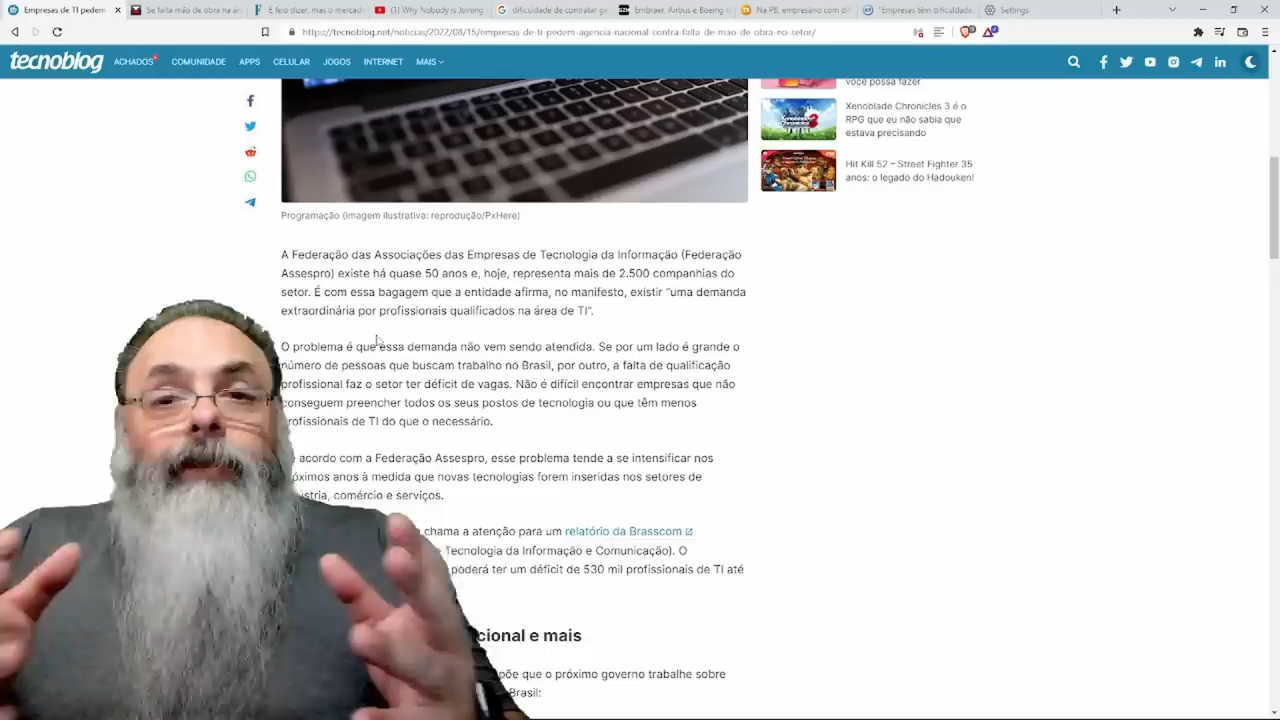 Empresas de TI pedem
Se falta mão de obra na ár
É feio dizer, mas o mercad
(1) Why Nobody is Joining
dificuldade de contratar ge
Embraer, Airbus e Boeing
Na PB, empresário com di
"Empresas têm dificuldade
Settings
https://tecnoblog.net/noticias/2022/08/15/empresas-de-ti-pedem-agencia-nacional-contra-falta-de-mao-de-obra-no-setor/
tecnoblog
ACHADOS
COMUNIDADE
APPS
CELULAR
JOGOS
INTERNET
MAIS
você possa fazer
Xenoblade Chronicles 3 é o
RPG que eu não sabia que
estava precisando
Hit Kill 52 – Street Fighter 35
anos: o legado do Hadouken!
Programação (imagem ilustrativa: reprodução/PxHere)
A Federação das Associações das Empresas de Tecnologia da Informação (Federação
Assespro) existe há quase 50 anos e, hoje, representa mais de 2.500 companhias do
setor. É com essa bagagem que a entidade afirma, no manifesto, existir "uma demanda
extraordinária por profissionais qualificados na área de TI".
O problema é que essa demanda não vem sendo atendida. Se por um lado é grande o
número de pessoas que buscam trabalho no Brasil, por outro, a falta de qualificação
profissional faz o setor ter déficit de vagas. Não é difícil encontrar empresas que não
conseguem preencher todos os seus postos de tecnologia ou que têm menos
rofissionais de TI do que o necessário.
acordo com a Federação Assespro, esse problema tende a se intensificar nos
óximos anos à medida que novas tecnologias forem inseridas nos setores de
ústria, comércio e serviços.
chama a atenção para um relatório da Brasscom
Tecnologia da Informação e Comunicação). O
poderá ter um déficit de 530 mil profissionais de TI até
cional e mais
põe que o próximo governo trabalhe sobre
Brasil: